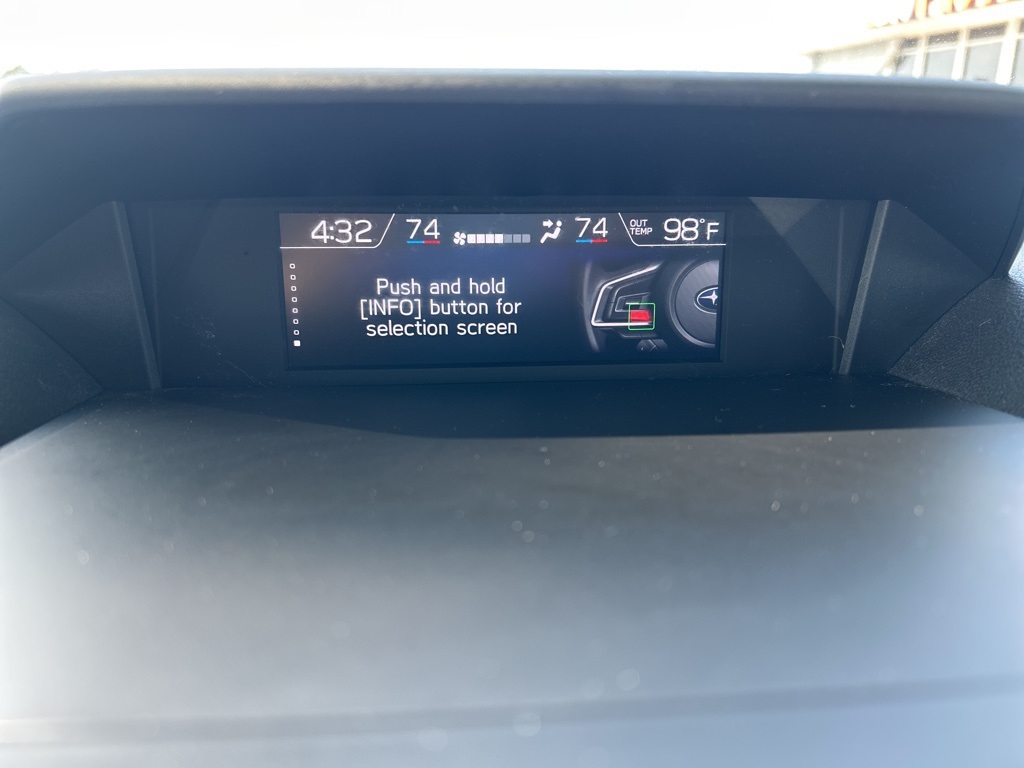 4:32 74 74 OUT TEMP 98°F
Push and hold
[INFO] button for
selection screen